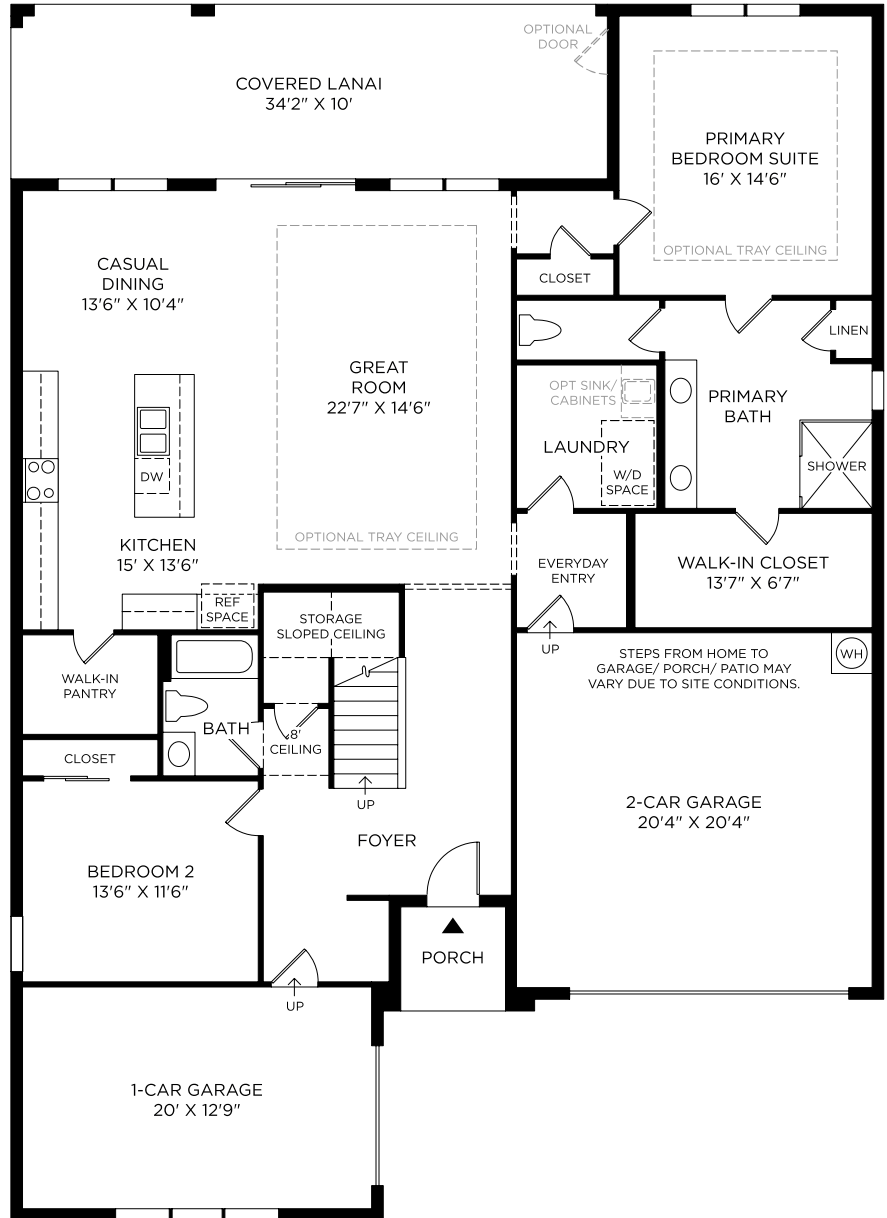 OPTIONAL
DOOR
COVERED LANAI
34'2" X 10'
PRIMARY
BEDROOM SUITE
16' X 14'6"
OPTIONAL TRAY CEILING
CASUAL
DINING
13'6" X 10'4"
CLOSET
LINEN
GREAT
ROOM
22'7" X 14'6"
OPT SINK/
CABINETS
PRIMARY
BATH
LAUNDRY
W/D
SPACE
SHOWER
DW
OPTIONAL TRAY CEILING
KITCHEN
15' X 13'6"
EVERYDAY
ENTRY
WALK-IN CLOSET
13'7" X 6'7"
REF
SPACE
STORAGE
SLOPED CEILING
UP
STEPS FROM HOME TO
GARAGE/ PORCH/ PATIO MAY
VARY DUE TO SITE CONDITIONS.
WH
WALK-IN
PANTRY
BATH
8'
CEILING
CLOSET
UP
2-CAR GARAGE
20'4" X 20'4"
FOYER
BEDROOM 2
13'6" X 11'6"
PORCH
UP
1-CAR GARAGE
20' X 12'9"